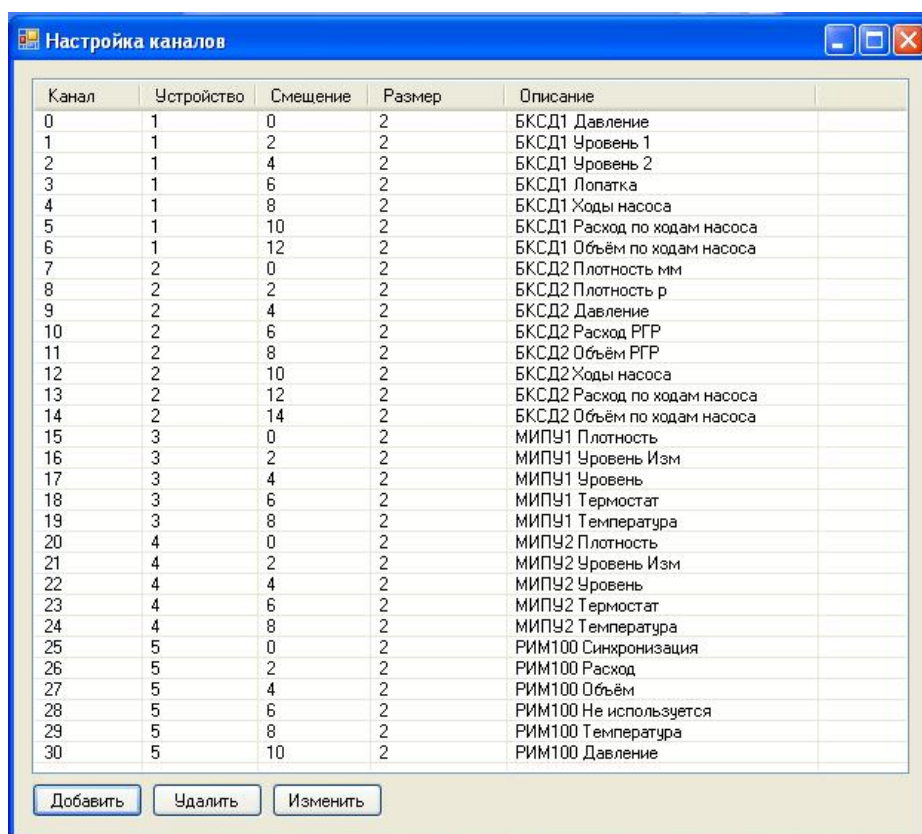 Настройка каналов
Канал Устройство Смещение Размер Описание
0 1 0 2 БКСД1 Давление
1 1 2 2 БКСД1 Уровень 1
2 1 4 2 БКСД1 Уровень 2
3 1 6 2 БКСД1 Лопатка
4 1 8 2 БКСД1 Ходы насоса
5 1 10 2 БКСД1 Расход по ходам насоса
6 1 12 2 БКСД1 Объём по ходам насоса
7 2 0 2 БКСД2 Плотность мм
8 2 2 2 БКСД2 Плотность р
9 2 4 2 БКСД2 Давление
10 2 6 2 БКСД2 Расход РГР
11 2 8 2 БКСД2 Объём РГР
12 2 10 2 БКСД2 Ходы насоса
13 2 12 2 БКСД2 Расход по ходам насоса
14 2 14 2 БКСД2 Объём по ходам насоса
15 3 0 2 МИПУ1 Плотность
16 3 2 2 МИПУ1 Уровень Изм
17 3 4 2 МИПУ1 Уровень
18 3 6 2 МИПУ1 Термостат
19 3 8 2 МИПУ1 Температура
20 4 0 2 МИПУ2 Плотность
21 4 2 2 МИПУ2 Уровень Изм
22 4 4 2 МИПУ2 Уровень
23 4 6 2 МИПУ2 Термостат
24 4 8 2 МИПУ2 Температура
25 5 0 2 РИМ100 Синхронизация
26 5 2 2 РИМ100 Расход
27 5 4 2 РИМ100 Объём
28 5 6 2 РИМ100 Не используется
29 5 8 2 РИМ100 Температура
30 5 10 2 РИМ100 Давление
Добавить Удалить Изменить